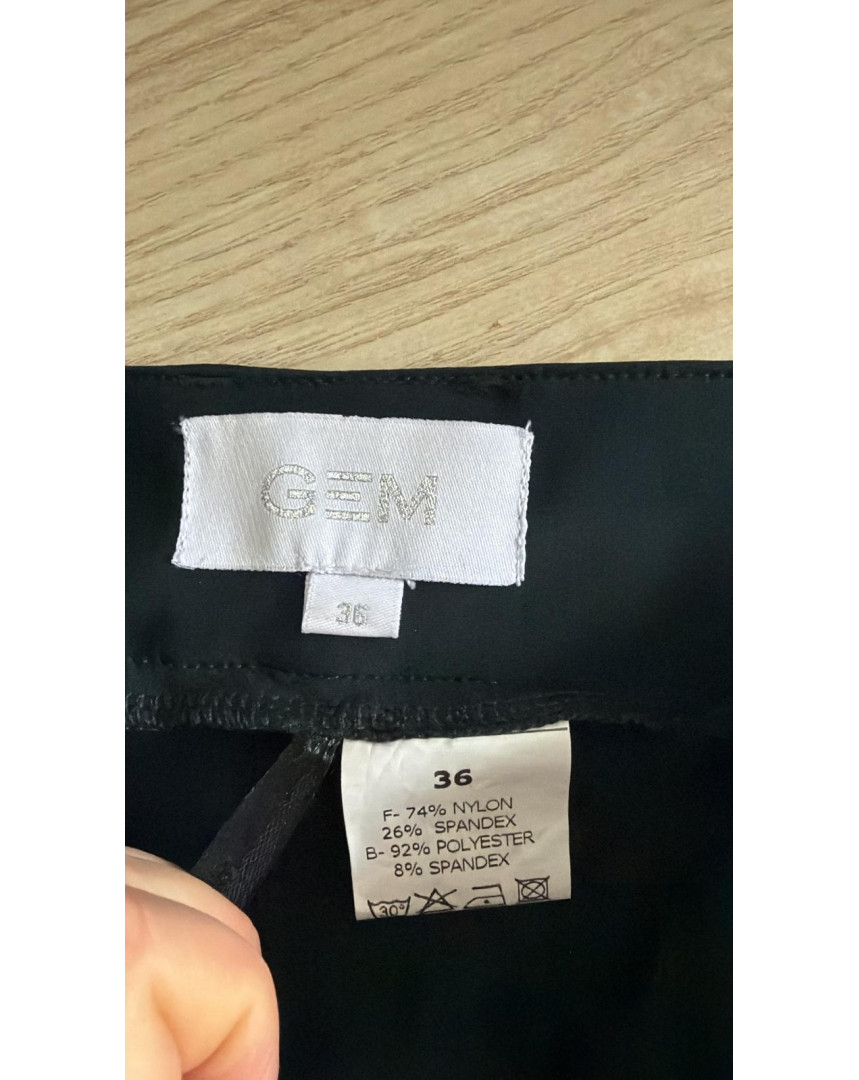 GEM
36
36
F- 74% NYLON
26% SPANDEX
B- 92% POLYESTER
8% SPANDEX
30°